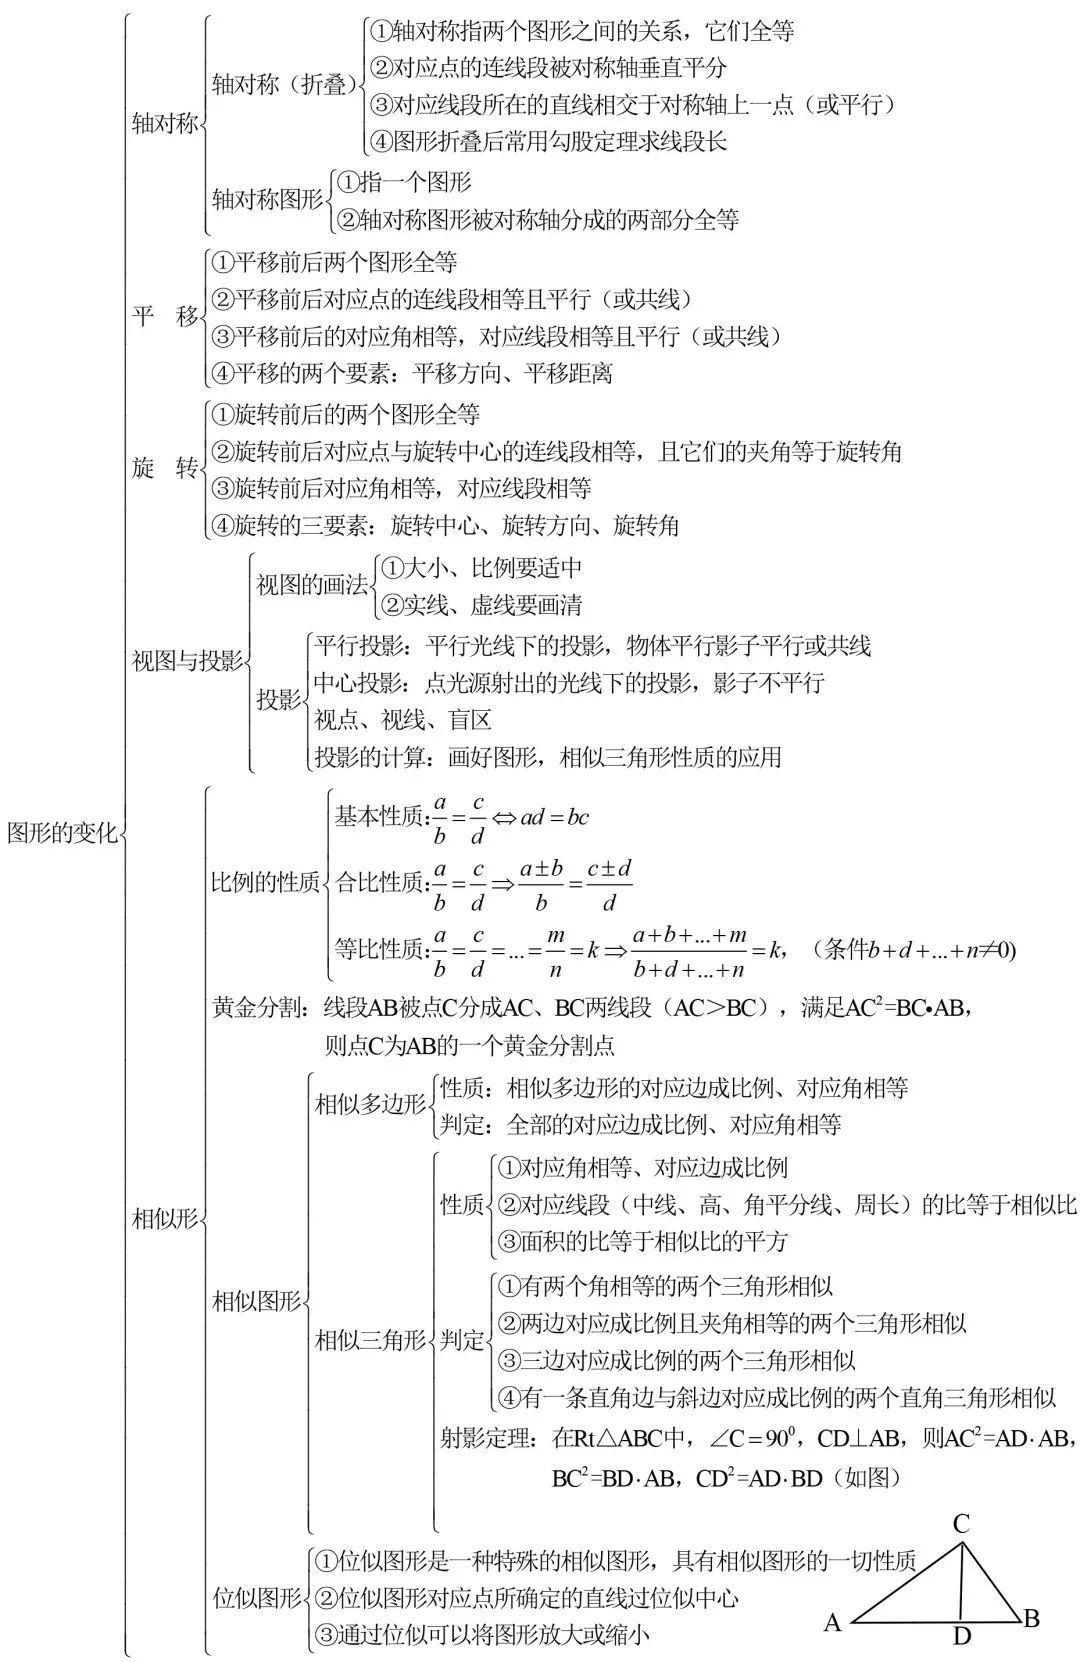 图形的变化
轴对称
轴对称（折叠）
①轴对称指两个图形之间的关系，它们全等
②对应点的连线段被对称轴垂直平分
③对应线段所在的直线相交于对称轴上一点（或平行）
④图形折叠后常用勾股定理求线段长
轴对称图形
①指一个图形
②轴对称图形被对称轴分成的两部分全等
平 移
①平移前后两个图形全等
②平移前后对应点的连线段相等且平行（或共线）
③平移前后的对应角相等，对应线段相等且平行（或共线）
④平移的两个要素：平移方向、平移距离
旋 转
①旋转前后的两个图形全等
②旋转前后对应点与旋转中心的连线段相等，且它们的夹角等于旋转角
③旋转前后对应角相等，对应线段相等
④旋转的三要素：旋转中心、旋转方向、旋转角
视图与投影
视图的画法
①大小、比例要适中
②实线、虚线要画清
投影
平行投影：平行光线下的投影，物体平行影子平行或共线
中心投影：点光源射出的光线下的投影，影子不平行
视点、视线、盲区
投影的计算：画好图形，相似三角形性质的应用
相似形
比例的性质
基本性质：a/b=c/d⇔ad=bc
合比性质：a/b=c/d⇒(a±b)/b=(c±d)/d
等比性质：a/b=c/d=...=m/n=k⇒(a+b+...+m)/(b+d+...+n)=k，（条件b+d+...+n≠0)
黄金分割：线段AB被点C分成AC、BC两线段（AC＞BC），满足AC²=BC•AB，
则点C为AB的一个黄金分割点
相似图形
相似多边形
性质：相似多边形的对应边成比例、对应角相等
判定：全部的对应边成比例、对应角相等
相似三角形
性质
①对应角相等、对应边成比例
②对应线段（中线、高、角平分线、周长）的比等于相似比
③面积的比等于相似比的平方
判定
①有两个角相等的两个三角形相似
②两边对应成比例且夹角相等的两个三角形相似
③三边对应成比例的两个三角形相似
④有一条直角边与斜边对应成比例的两个直角三角形相似
射影定理：在Rt△ABC中，∠C=90⁰，CD⊥AB，则AC²=AD·AB，
BC²=BD·AB，CD²=AD·BD（如图）
位似图形
①位似图形是一种特殊的相似图形，具有相似图形的一切性质
②位似图形对应点所确定的直线过位似中心
③通过位似可以将图形放大或缩小
C
A
D
B